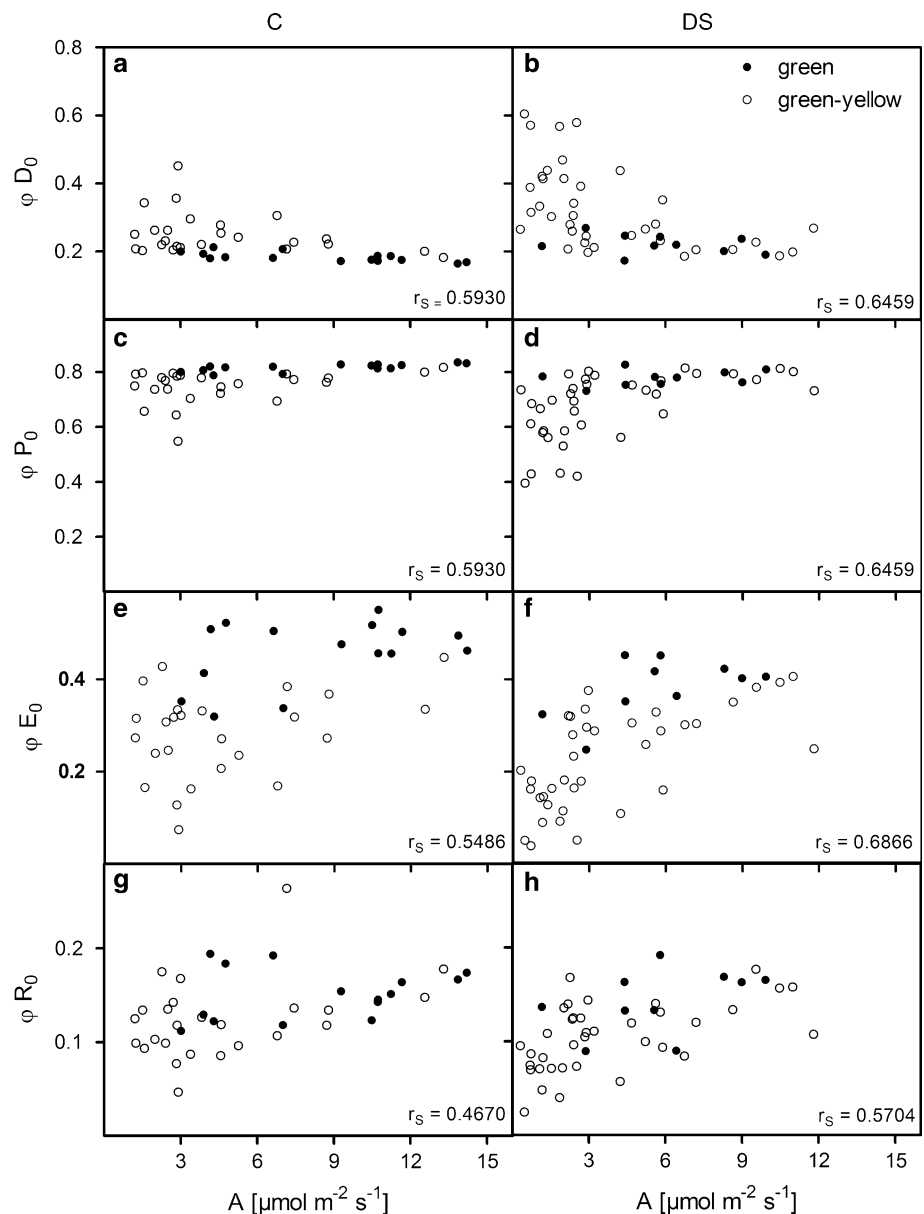 C DS
a b
● green
○ green-yellow
0.8
0.6
0.4
0.2
φ D₀
r_S = 0.5930 r_S = 0.6459
c d
0.8
0.6
0.4
0.2
φ P₀
r_S = 0.5930 r_S = 0.6459
e f
0.4
0.2
φ E₀
r_S = 0.5486 r_S = 0.6866
g h
0.2
0.1
φ R₀
r_S = 0.4670 r_S = 0.5704
3 6 9 12 15 3 6 9 12 15
A [µmol m⁻² s⁻¹] A [µmol m⁻² s⁻¹]